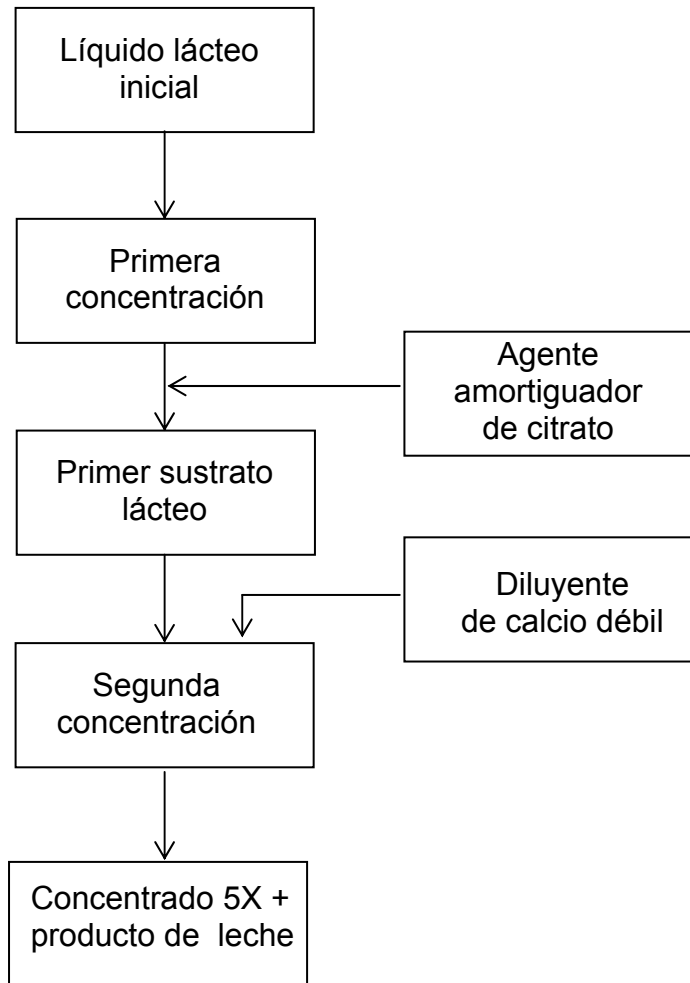 Líquido lácteo
inicial
Primera
concentración
Agente
amortiguador
de citrato
Primer sustrato
lácteo
Diluyente
de calcio débil
Segunda
concentración
Concentrado 5X +
producto de leche